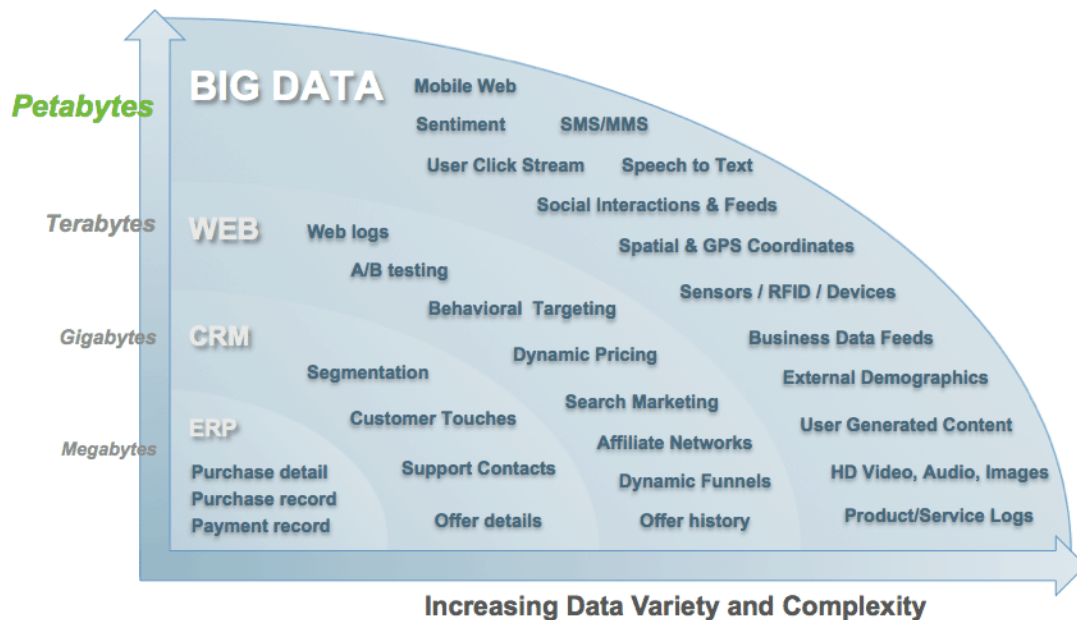 BIG DATA
Mobile Web
Petabytes
Sentiment
SMS/MMS
User Click Stream
Speech to Text
Social Interactions & Feeds
Terabytes
WEB
Web logs
Spatial & GPS Coordinates
A/B testing
Sensors / RFID / Devices
Behavioral Targeting
Gigabytes
CRM
Business Data Feeds
Dynamic Pricing
Segmentation
External Demographics
Search Marketing
Customer Touches
User Generated Content
ERP
Megabytes
Affiliate Networks
Purchase detail
Support Contacts
HD Video, Audio, Images
Dynamic Funnels
Purchase record
Payment record
Offer details
Offer history
Product/Service Logs
Increasing Data Variety and Complexity